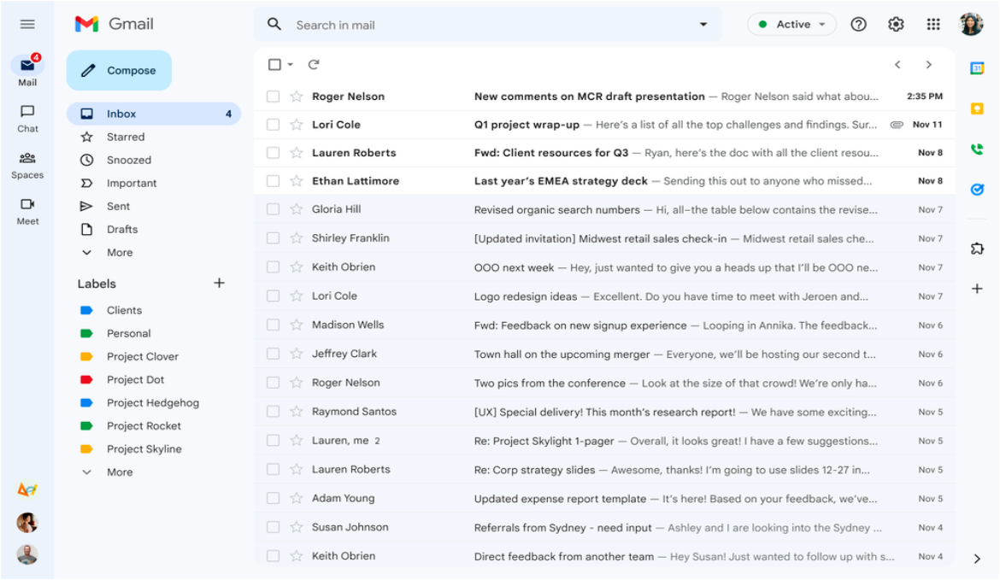 Gmail
Search in mail
Active
4
Mail
Compose
Chat
Spaces
Meet
Inbox 4
Starred
Snoozed
Important
Sent
Drafts
More
Labels
Clients
Personal
Project Clover
Project Dot
Project Hedgehog
Project Rocket
Project Skyline
More
Roger Nelson New comments on MCR draft presentation — Roger Nelson said what abou... 2:35 PM
Lori Cole Q1 project wrap-up — Here's a list of all the top challenges and findings. Sur... Nov 11
Lauren Roberts Fwd: Client resources for Q3 — Ryan, here's the doc with all the client resou... Nov 8
Ethan Lattimore Last year's EMEA strategy deck — Sending this out to anyone who missed... Nov 8
Gloria Hill Revised organic search numbers — Hi, all–the table below contains the revise... Nov 7
Shirley Franklin [Updated invitation] Midwest retail sales check-in — Midwest retail sales che... Nov 7
Keith Obrien OOO next week — Hey, just wanted to give you a heads up that I'll be OOO ne... Nov 7
Lori Cole Logo redesign ideas — Excellent. Do you have time to meet with Jeroen and... Nov 7
Madison Wells Fwd: Feedback on new signup experience — Looping in Annika. The feedback... Nov 6
Jeffrey Clark Town hall on the upcoming merger — Everyone, we'll be hosting our second t... Nov 6
Roger Nelson Two pics from the conference — Look at the size of that crowd! We're only ha... Nov 6
Raymond Santos [UX] Special delivery! This month's research report! — We have some exciting... Nov 5
Lauren, me 2 Re: Project Skylight 1-pager — Overall, it looks great! I have a few suggestions... Nov 5
Lauren Roberts Re: Corp strategy slides — Awesome, thanks! I'm going to use slides 12-27 in... Nov 5
Adam Young Updated expense report template — It's here! Based on your feedback, we've... Nov 5
Susan Johnson Referrals from Sydney - need input — Ashley and I are looking into the Sydney ... Nov 4
Keith Obrien Direct feedback from another team — Hey Susan! Just wanted to follow up with s... Nov 4
31